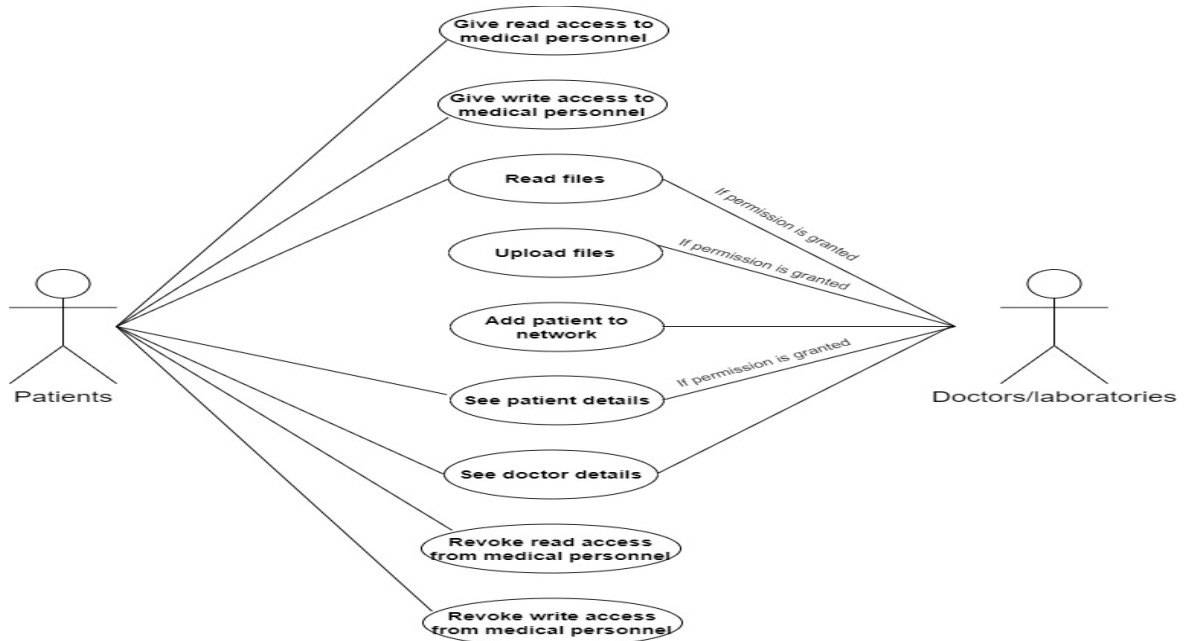 Give read access to
medical personnel
Give write access to
medical personnel
Read files
If permission is granted
Upload files
If permission is granted
Add patient to
network
If permission is granted
See patient details
Patients
Doctors/laboratories
See doctor details
Revoke read access
from medical personnel
Revoke write access
from medical personnel